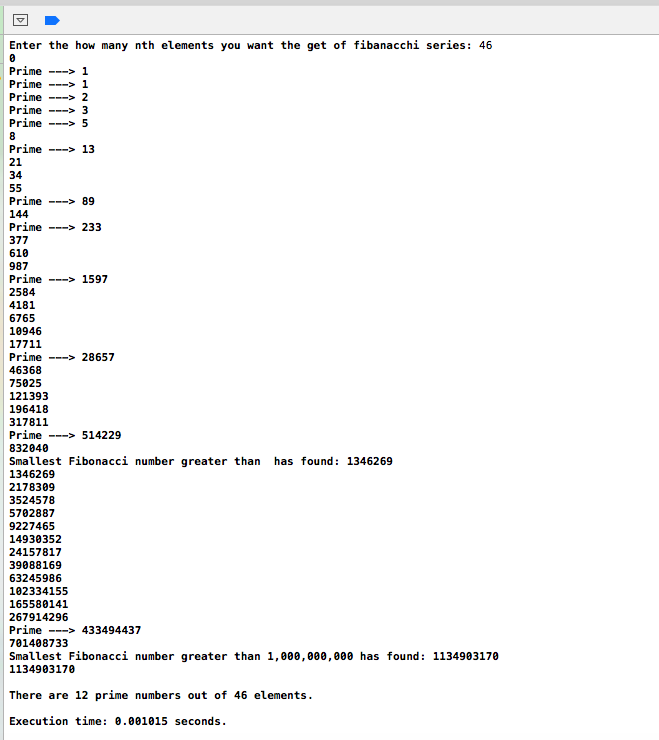 Enter the how many nth elements you want the get of fibanacchi series: 46
0
Prime ---> 1
Prime ---> 1
Prime ---> 2
Prime ---> 3
Prime ---> 5
8
Prime ---> 13
21
34
55
Prime ---> 89
144
Prime ---> 233
377
610
987
Prime ---> 1597
2584
4181
6765
10946
17711
Prime ---> 28657
46368
75025
121393
196418
317811
Prime ---> 514229
832040
Smallest Fibonacci number greater than  has found: 1346269
1346269
2178309
3524578
5702887
9227465
14930352
24157817
39088169
63245986
102334155
165580141
267914296
Prime ---> 433494437
701408733
Smallest Fibonacci number greater than 1,000,000,000 has found: 1134903170
1134903170
There are 12 prime numbers out of 46 elements.
Execution time: 0.001015 seconds.